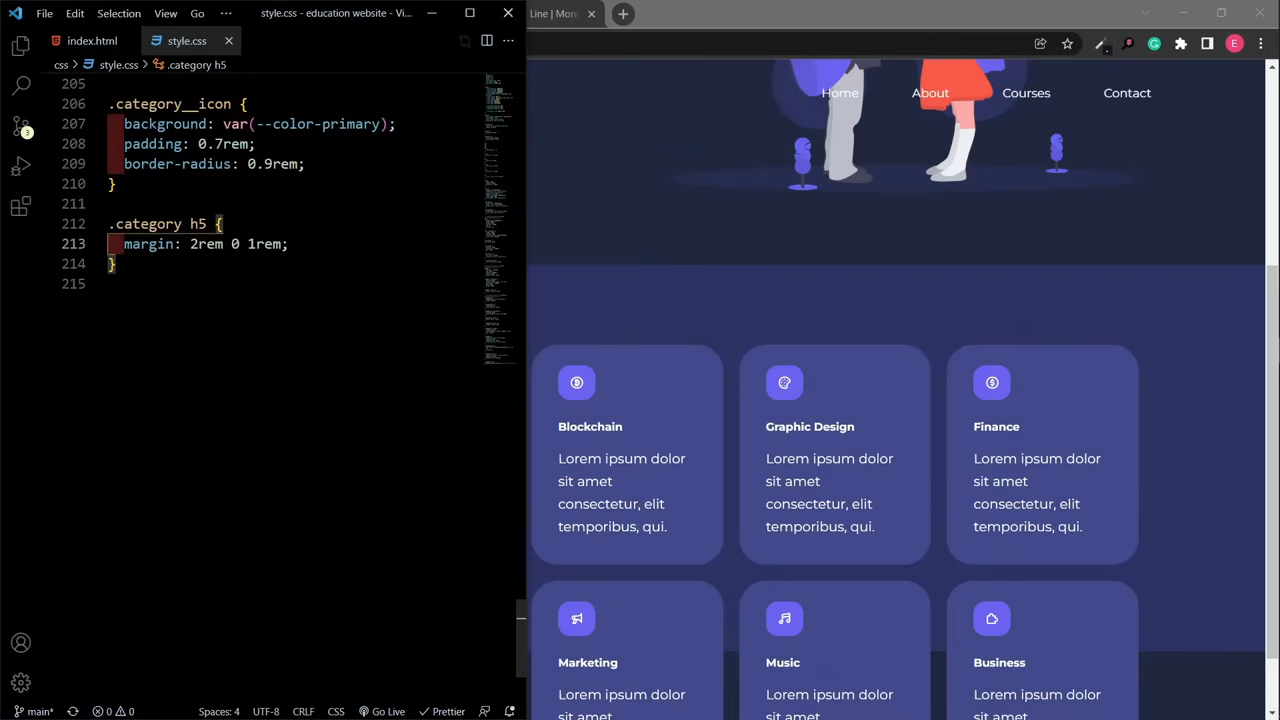 File Edit Selection View Go ··· style.css - education website - Vi...
index.html style.css
css > style.css > .category h5
205
206 .category__icon {
207 background: var(--color-primary);
208 padding: 0.7rem;
209 border-radius: 0.9rem;
210 }
211
212 .category h5 {
213 margin: 2rem 0 1rem;
214 }
215
3
main* 0 0 Spaces: 4 UTF-8 CRLF CSS Go Live Prettier
Line | Moni
E
Home About Courses Contact
Blockchain
Lorem ipsum dolor
sit amet
consectetur, elit
temporibus, qui.
Graphic Design
Lorem ipsum dolor
sit amet
consectetur, elit
temporibus, qui.
Finance
Lorem ipsum dolor
sit amet
consectetur, elit
temporibus, qui.
Marketing
Lorem ipsum dolor
sit amet
Music
Lorem ipsum dolor
sit amet
Business
Lorem ipsum dolor
sit amet